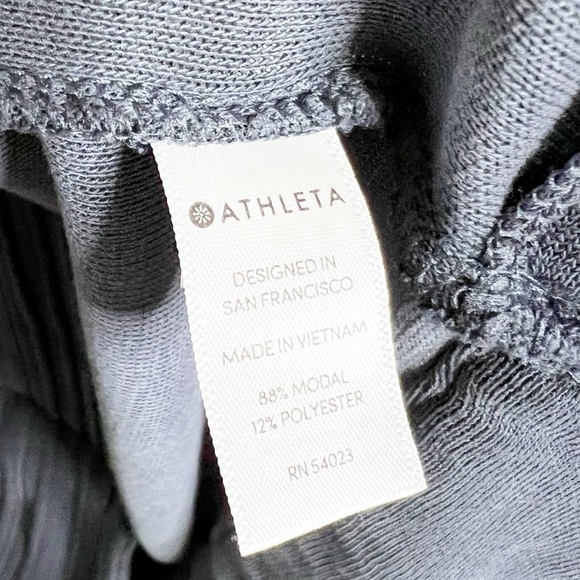 ATHLETA
DESIGNED IN
SAN FRANCISCO
MADE IN VIETNAM
88% MODAL
12% POLYESTER
RN 54023